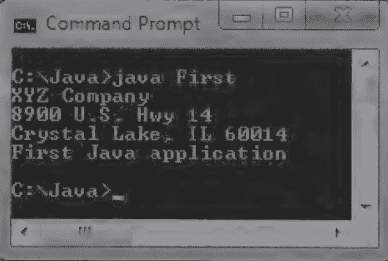 Command Prompt
C:\Java>java First
XYZ Company
8900 U.S. Hwy 14
Crystal Lake, IL 60014
First Java application
C:\Java>_